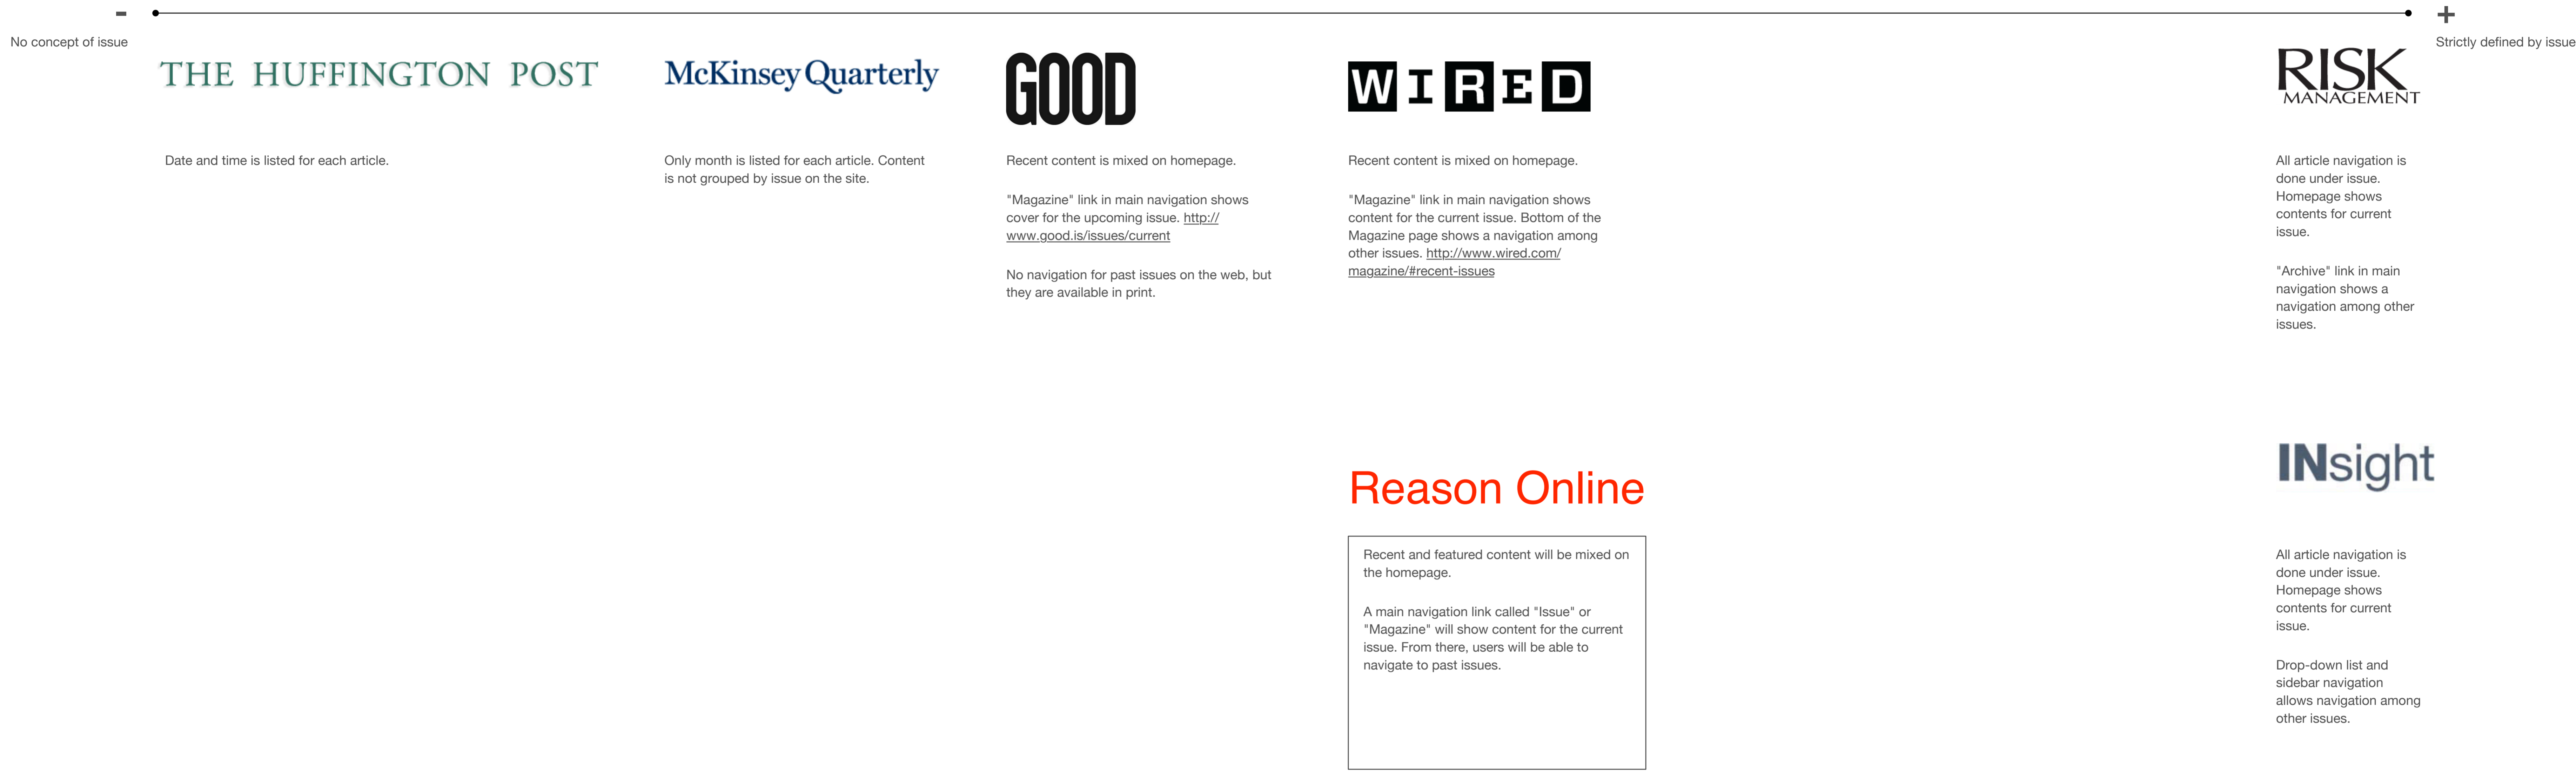 -
+
No concept of issue
Strictly defined by issue
THE HUFFINGTON POST
Date and time is listed for each article.
McKinsey Quarterly
Only month is listed for each article. Content
is not grouped by issue on the site.
GOOD
Recent content is mixed on homepage.
"Magazine" link in main navigation shows
cover for the upcoming issue. http://
www.good.is/issues/current
No navigation for past issues on the web, but
they are available in print.
WIRED
Recent content is mixed on homepage.
"Magazine" link in main navigation shows
content for the current issue. Bottom of the
Magazine page shows a navigation among
other issues. http://www.wired.com/
magazine/#recent-issues
RISK
MANAGEMENT
All article navigation is
done under issue.
Homepage shows
contents for current
issue.
"Archive" link in main
navigation shows a
navigation among other
issues.
Reason Online
Recent and featured content will be mixed on
the homepage.
A main navigation link called "Issue" or
"Magazine" will show content for the current
issue. From there, users will be able to
navigate to past issues.
INsight
All article navigation is
done under issue.
Homepage shows
contents for current
issue.
Drop-down list and
sidebar navigation
allows navigation among
other issues.